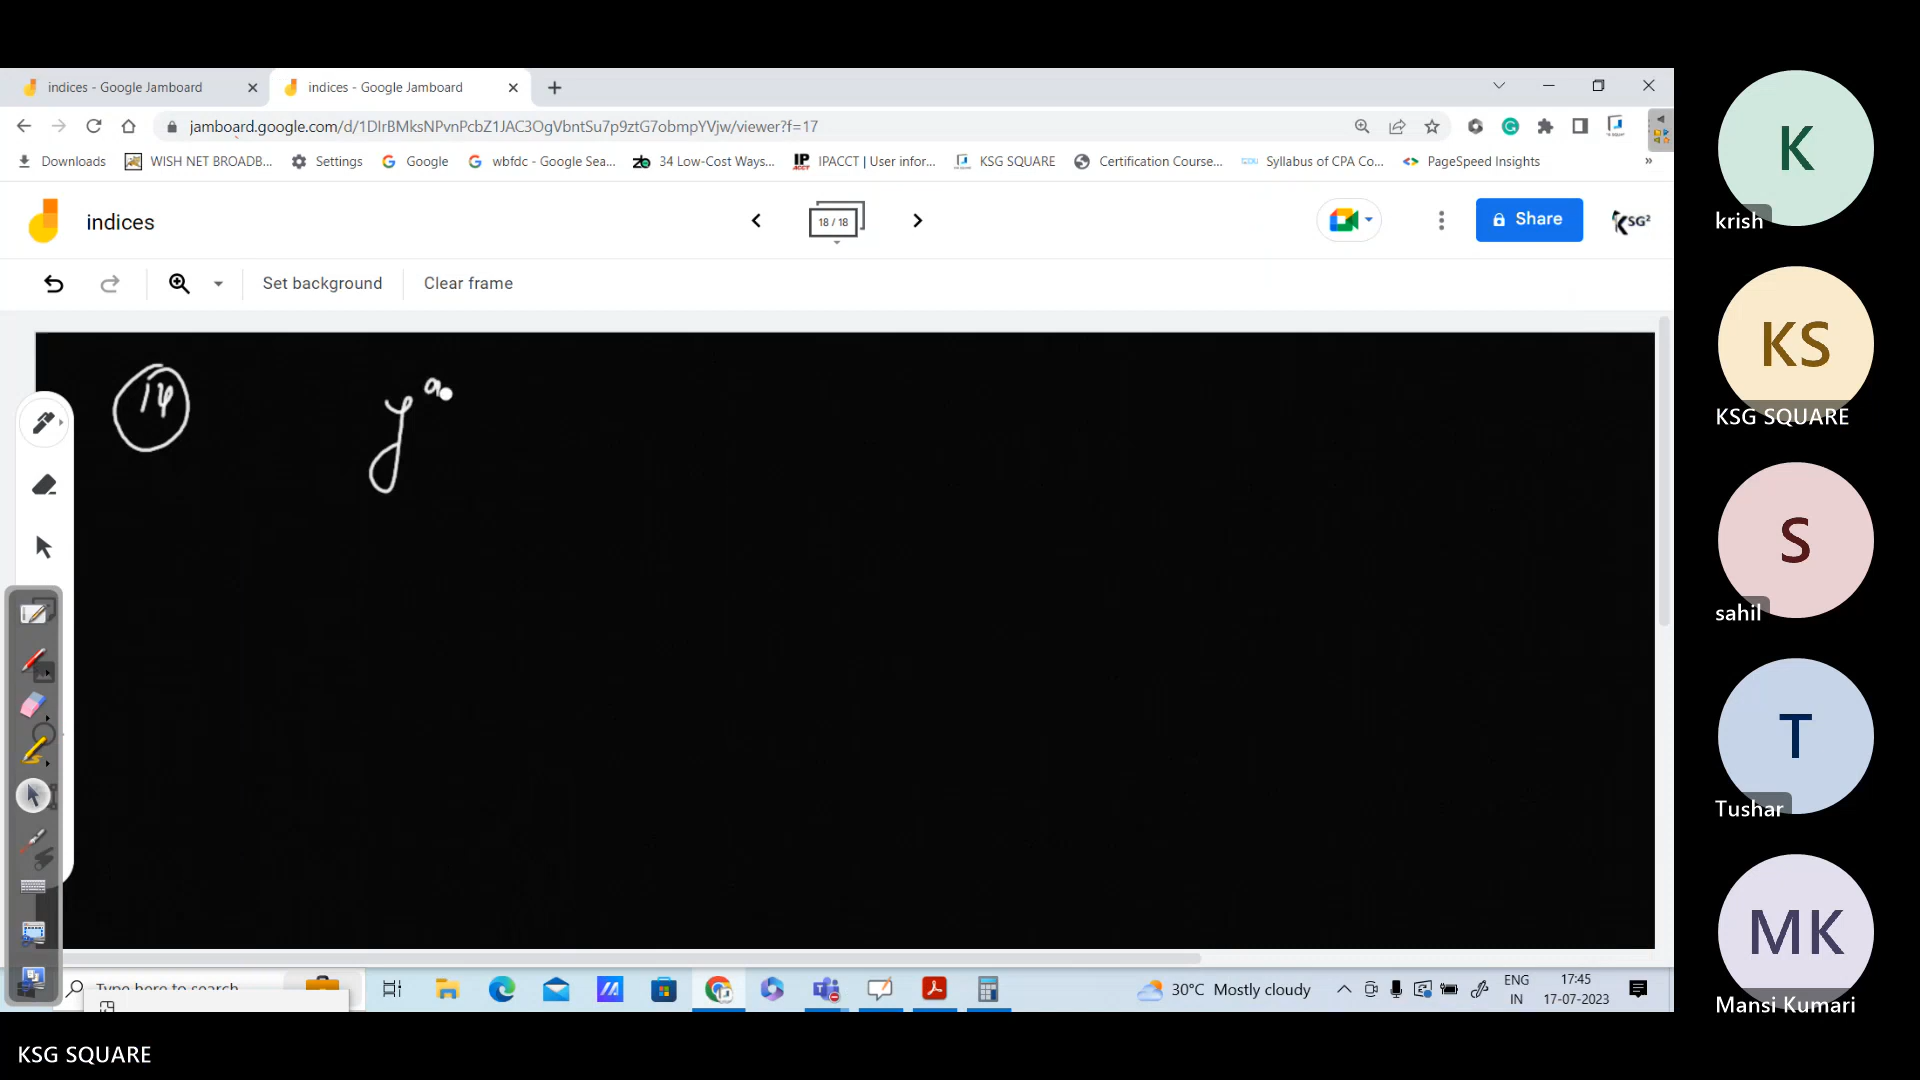 indices - Google Jamboard
indices - Google Jamboard
jamboard.google.com/d/1DIrBMksNPvnPcbZ1JAC3OgVbntSu7p9ztG7obmpYVjw/viewer?f=17
Downloads WISH NET BROADB... Settings Google wbfdc - Google Sea... 34 Low-Cost Ways... IPACCT | User infor... KSG SQUARE Certification Course... Syllabus of CPA Co... PageSpeed Insights »
indices 18 / 18 Share KSG²
Set background Clear frame
14 y^a
Type here to search
30°C Mostly cloudy ENG IN 17:45 17-07-2023
K
krish
KS
KSG SQUARE
S
sahil
T
Tushar
MK
Mansi Kumari
KSG SQUARE